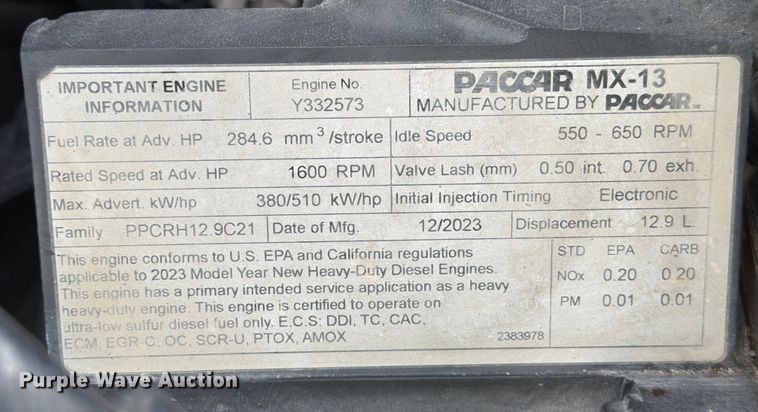 IMPORTANT ENGINE INFORMATION
Engine No. Y332573
PACCAR MX-13
MANUFACTURED BY PACCAR INC
Fuel Rate at Adv. HP 284.6 mm³/stroke Idle Speed 550 - 650 RPM
Rated Speed at Adv. HP 1600 RPM Valve Lash (mm) 0.50 int. 0.70 exh.
Max. Advert. kW/hp 380/510 kW/hp Initial Injection Timing Electronic
Family PPCRH12.9C21 Date of Mfg. 12/2023 Displacement 12.9 L.
This engine conforms to U.S. EPA and California regulations
applicable to 2023 Model Year New Heavy-Duty Diesel Engines.
This engine has a primary intended service application as a heavy
heavy-duty engine. This engine is certified to operate on
ultra-low sulfur diesel fuel only. E.C.S: DDI, TC, CAC,
ECM, EGR-C, OC, SCR-U, PTOX, AMOX
STD EPA CARB
NOx 0.20 0.20
PM 0.01 0.01
2383978
Purple Wave Auction